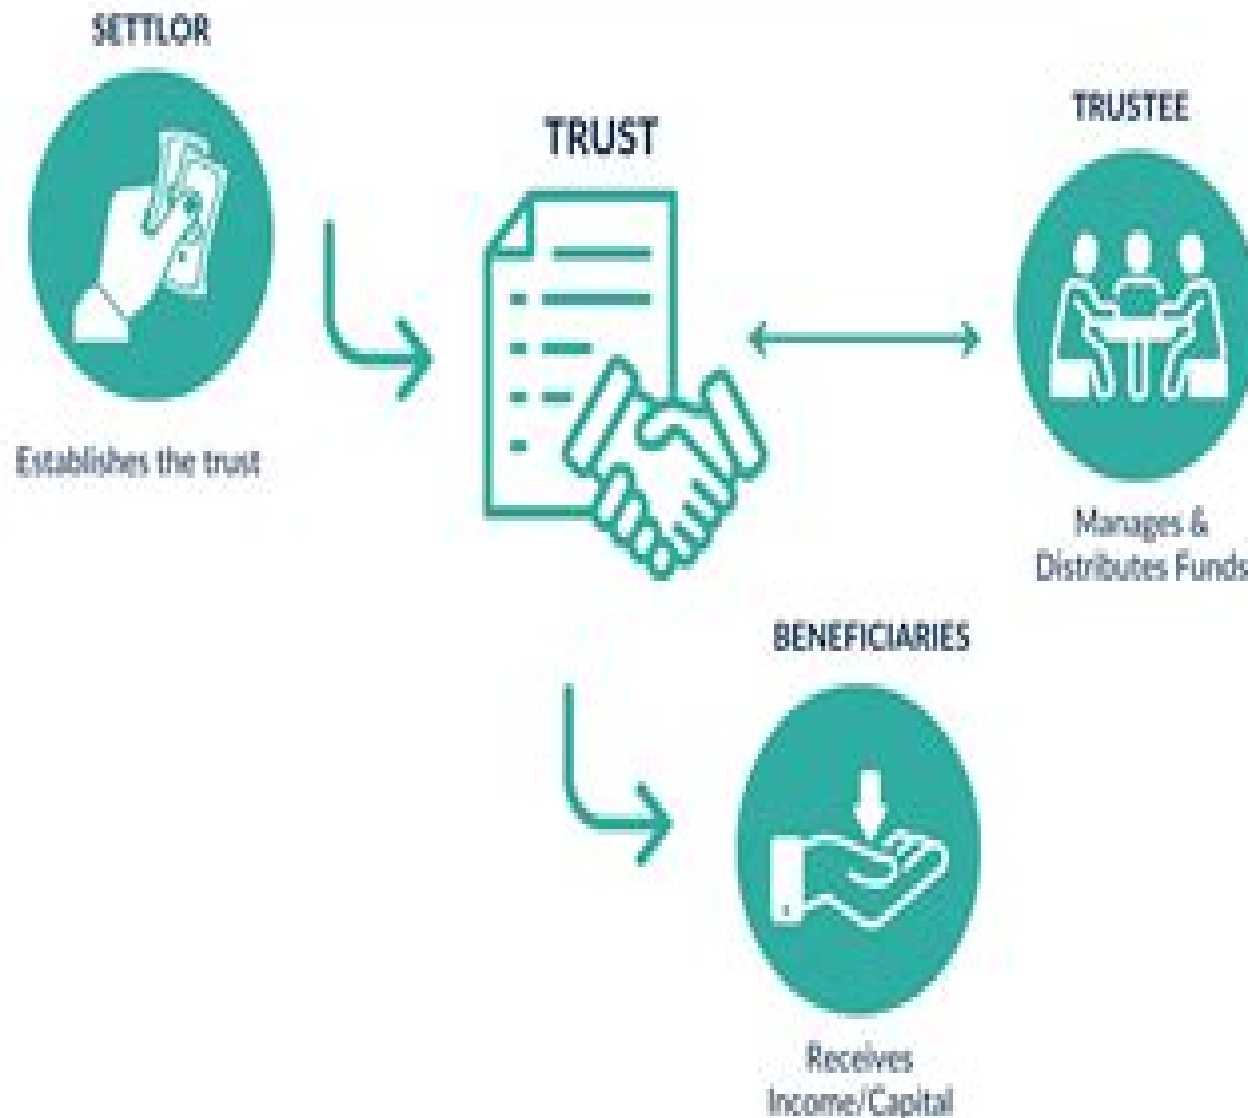 SETTLOR
Establishes the trust
TRUST
TRUSTEE
Manages &
Distributes Funds
BENEFICIARIES
Receives
Income/Capital